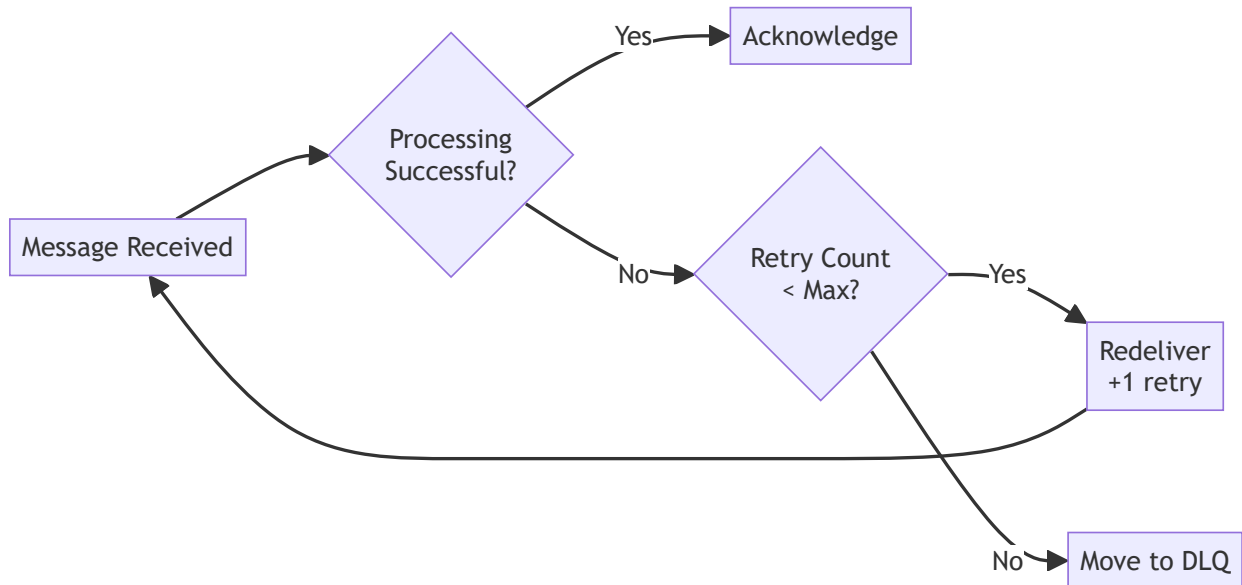 Yes
Acknowledge
Processing
Successful?
Message Received
No
Retry Count
< Max?
Yes
Redeliver
+1 retry
No
Move to DLQ